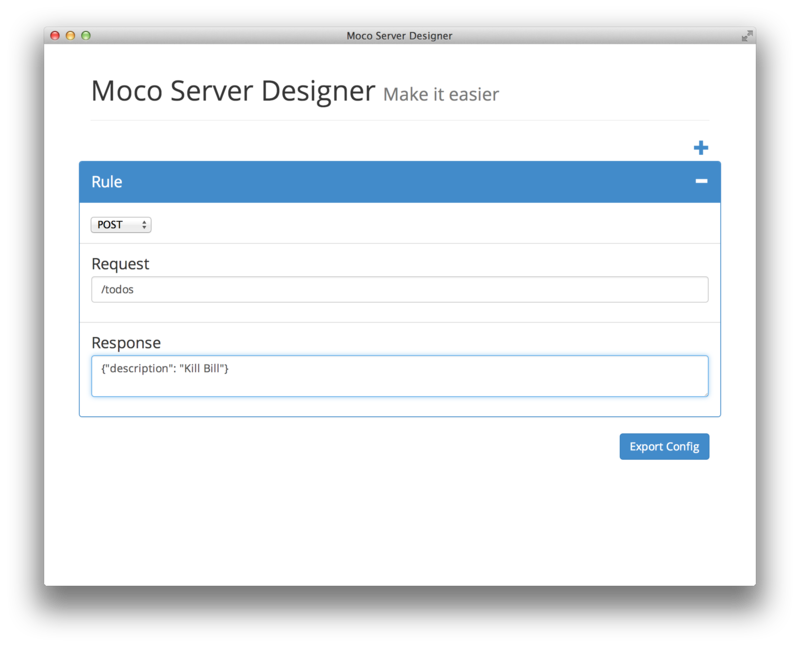 Moco Server Designer
Moco Server Designer Make it easier
Rule
POST
Request
/todos
Response
{"description": "Kill Bill"}
Export Config